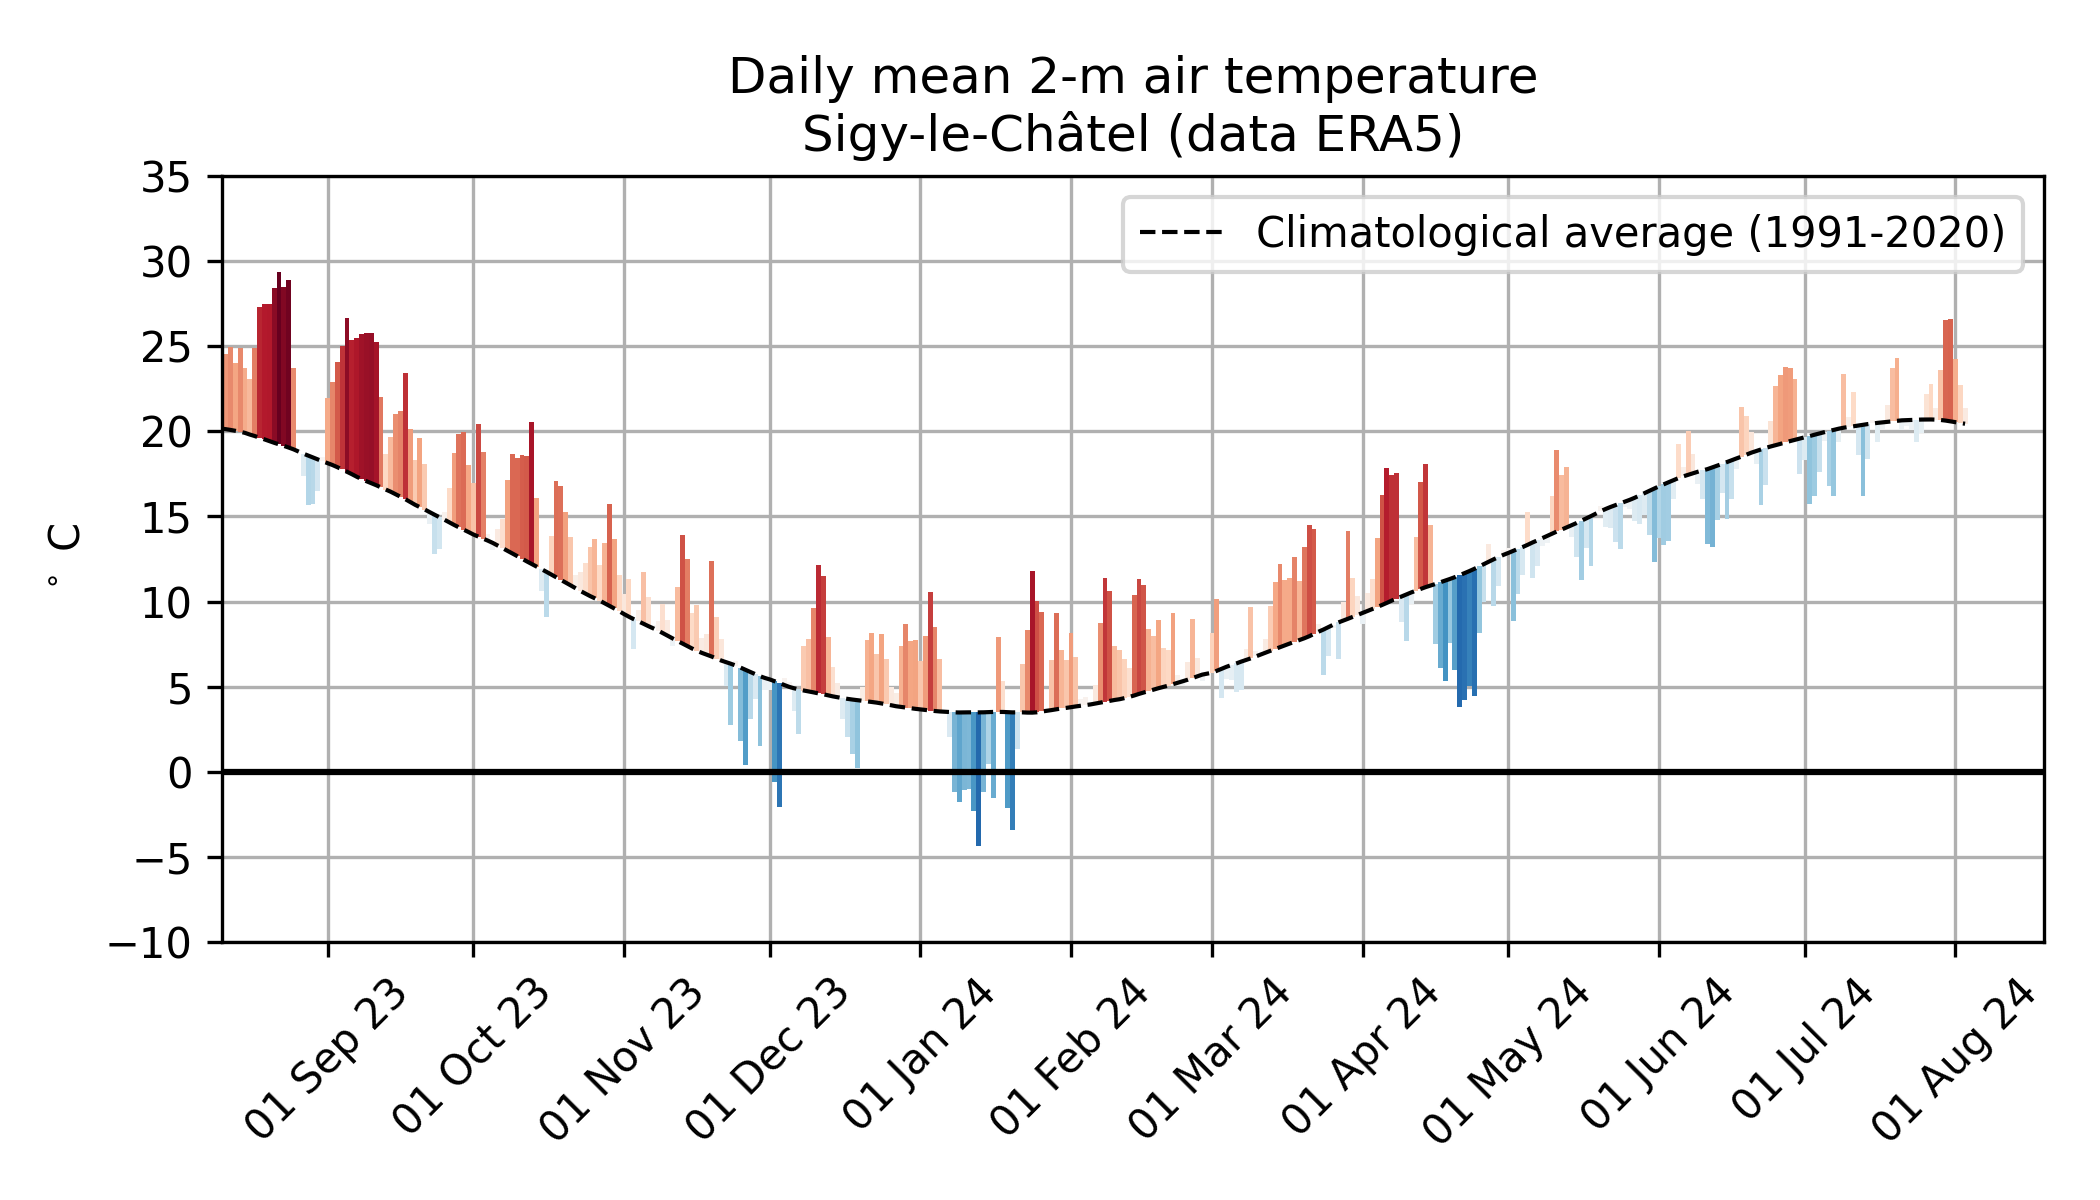 Daily mean 2-m air temperature
Sigy-le-Châtel (data ERA5)
35
30
25
20
15
10
5
0
−5
−10
° C
Climatological average (1991-2020)
01 Sep 23
01 Oct 23
01 Nov 23
01 Dec 23
01 Jan 24
01 Feb 24
01 Mar 24
01 Apr 24
01 May 24
01 Jun 24
01 Jul 24
01 Aug 24